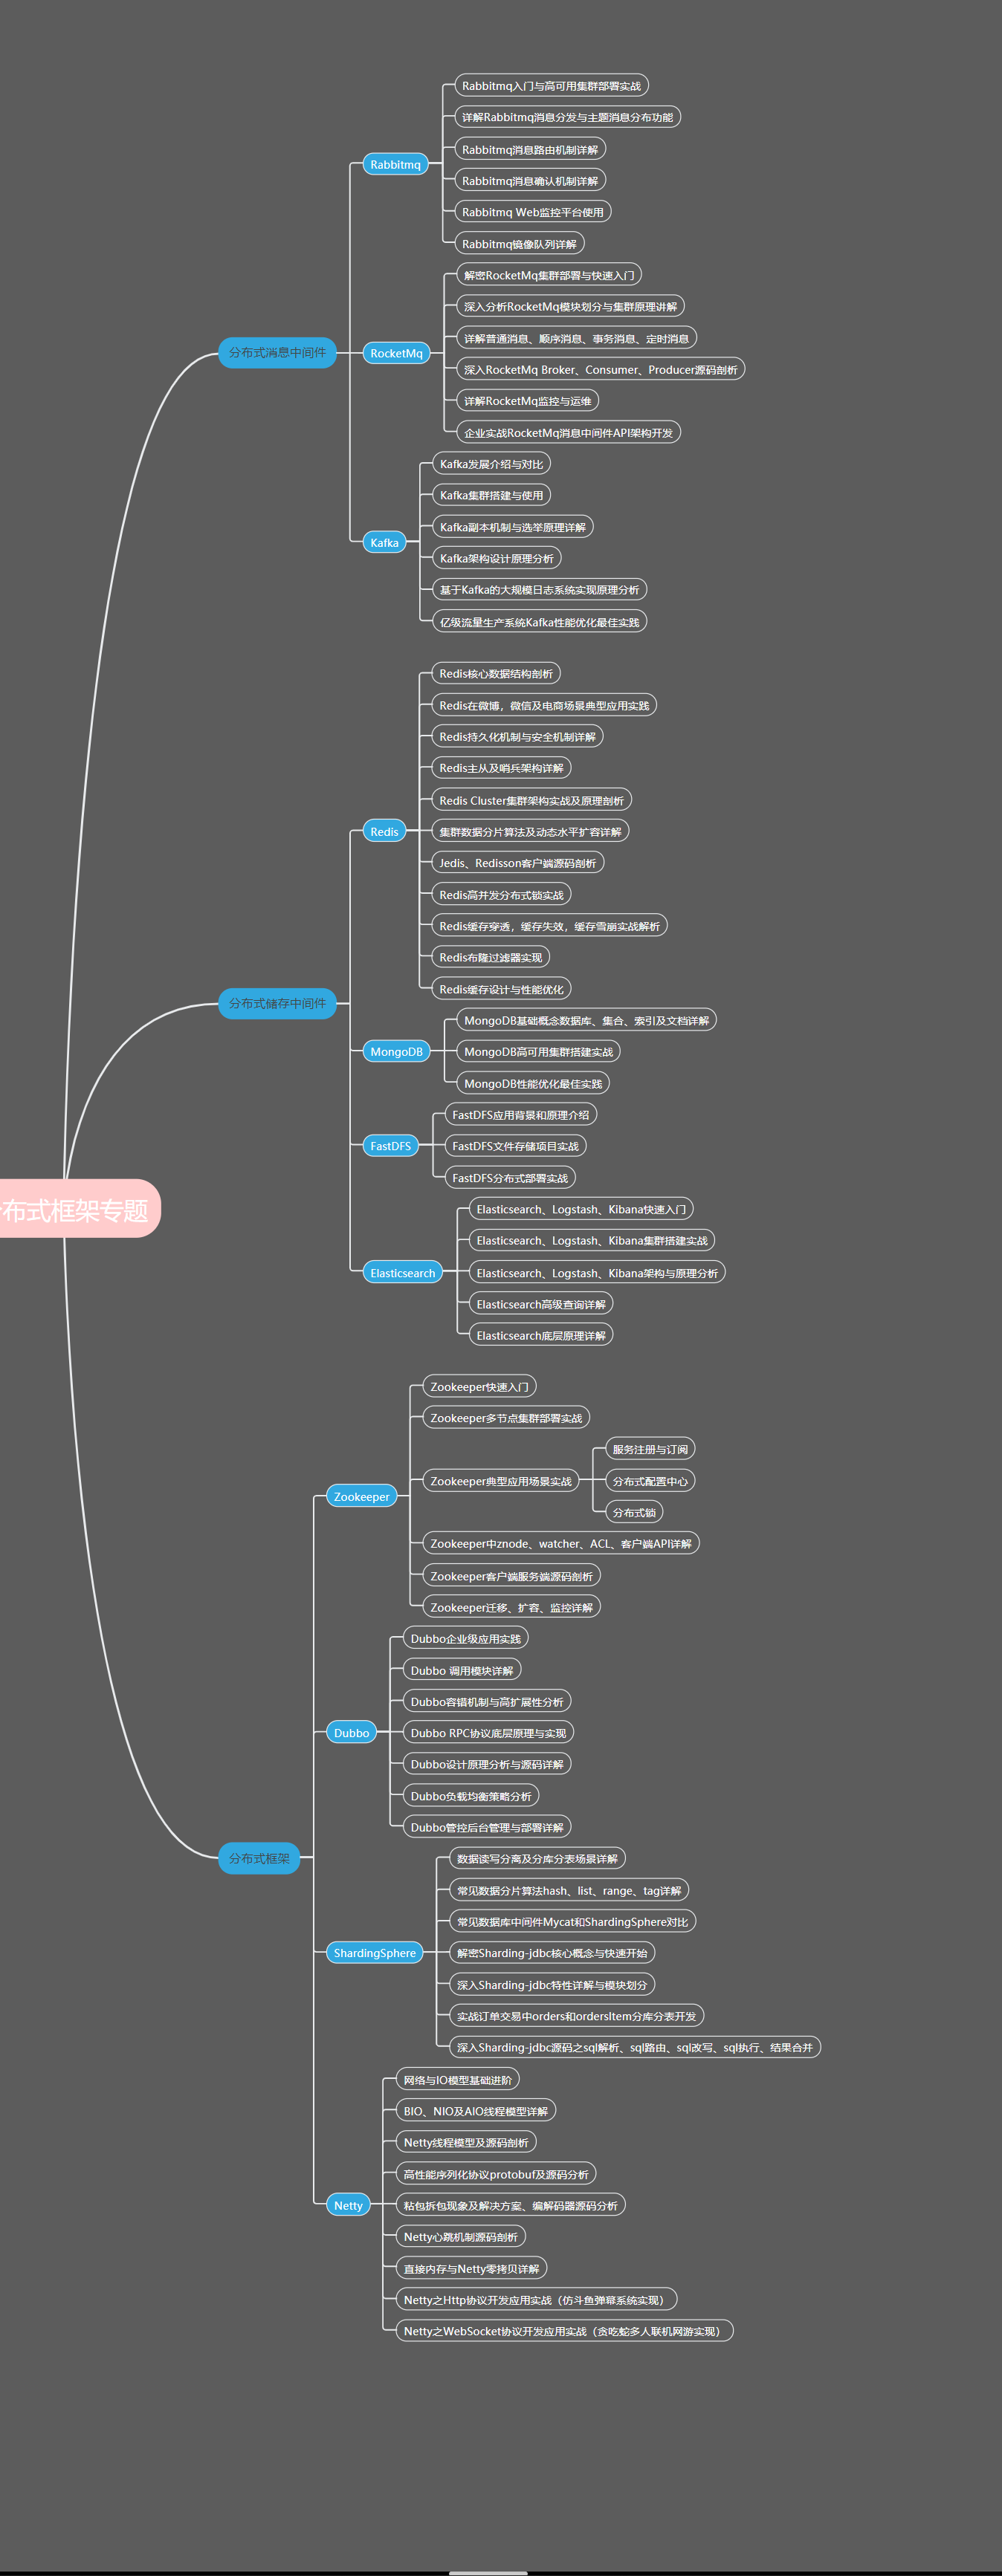 布式框架专题
分布式消息中间件
Rabbitmq
Rabbitmq入门与高可用集群部署实战
详解Rabbitmq消息分发与主题消息分布功能
Rabbitmq消息路由机制详解
Rabbitmq消息确认机制详解
Rabbitmq Web监控平台使用
Rabbitmq镜像队列详解
RocketMq
解密RocketMq集群部署与快速入门
深入分析RocketMq模块划分与集群原理讲解
详解普通消息、顺序消息、事务消息、定时消息
深入RocketMq Broker、Consumer、Producer源码剖析
详解RocketMq监控与运维
企业实战RocketMq消息中间件API架构开发
Kafka
Kafka发展介绍与对比
Kafka集群搭建与使用
Kafka副本机制与选举原理详解
Kafka架构设计原理分析
基于Kafka的大规模日志系统实现原理分析
亿级流量生产系统Kafka性能优化最佳实践
分布式储存中间件
Redis
Redis核心数据结构剖析
Redis在微博，微信及电商场景典型应用实践
Redis持久化机制与安全机制详解
Redis主从及哨兵架构详解
Redis Cluster集群架构实战及原理剖析
集群数据分片算法及动态水平扩容详解
Jedis、Redisson客户端源码剖析
Redis高并发分布式锁实战
Redis缓存穿透，缓存失效，缓存雪崩实战解析
Redis布隆过滤器实现
Redis缓存设计与性能优化
MongoDB
MongoDB基础概念数据库、集合、索引及文档详解
MongoDB高可用集群搭建实战
MongoDB性能优化最佳实践
FastDFS
FastDFS应用背景和原理介绍
FastDFS文件存储项目实战
FastDFS分布式部署实战
Elasticsearch
Elasticsearch、Logstash、Kibana快速入门
Elasticsearch、Logstash、Kibana集群搭建实战
Elasticsearch、Logstash、Kibana架构与原理分析
Elasticsearch高级查询详解
Elasticsearch底层原理详解
分布式框架
Zookeeper
Zookeeper快速入门
Zookeeper多节点集群部署实战
Zookeeper典型应用场景实战
服务注册与订阅
分布式配置中心
分布式锁
Zookeeper中znode、watcher、ACL、客户端API详解
Zookeeper客户端服务端源码剖析
Zookeeper迁移、扩容、监控详解
Dubbo
Dubbo企业级应用实践
Dubbo 调用模块详解
Dubbo容错机制与高扩展性分析
Dubbo RPC协议底层原理与实现
Dubbo设计原理分析与源码详解
Dubbo负载均衡策略分析
Dubbo管控后台管理与部署详解
ShardingSphere
数据读写分离及分库分表场景详解
常见数据分片算法hash、list、range、tag详解
常见数据库中间件Mycat和ShardingSphere对比
解密Sharding-jdbc核心概念与快速开始
深入Sharding-jdbc特性详解与模块划分
实战订单交易中orders和ordersItem分库分表开发
深入Sharding-jdbc源码之sql解析、sql路由、sql改写、sql执行、结果合并
Netty
网络与IO模型基础进阶
BIO、NIO及AIO线程模型详解
Netty线程模型及源码剖析
高性能序列化协议protobuf及源码分析
粘包拆包现象及解决方案、编解码器源码分析
Netty心跳机制源码剖析
直接内存与Netty零拷贝详解
Netty之Http协议开发应用实战（仿斗鱼弹幕系统实现）
Netty之WebSocket协议开发应用实战（贪吃蛇多人联机网游实现）